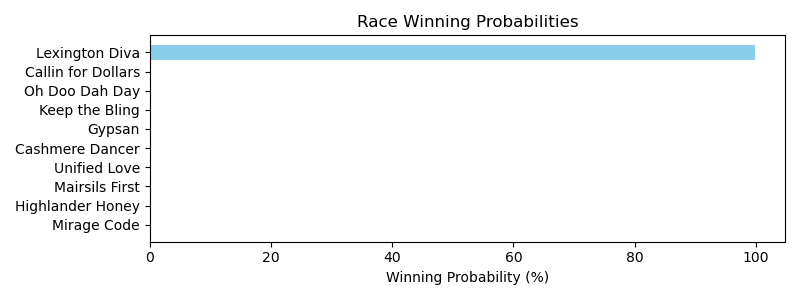 Race Winning Probabilities
Lexington Diva
Callin for Dollars
Oh Doo Dah Day
Keep the Bling
Gypsan
Cashmere Dancer
Unified Love
Mairsils First
Highlander Honey
Mirage Code
0 20 40 60 80 100
Winning Probability (%)